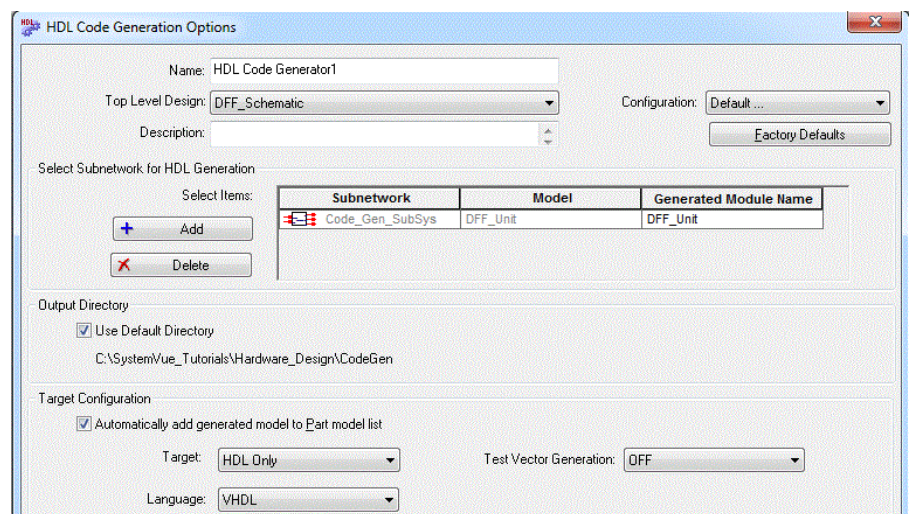 HDL Code Generation Options
Name: HDL Code Generator1
Top Level Design: DFF_Schematic Configuration: Default ...
Description: Factory Defaults
Select Subnetwork for HDL Generation
Select Items: Subnetwork Model Generated Module Name
Code_Gen_SubSys DFF_Unit DFF_Unit
Add
Delete
Output Directory
Use Default Directory
C:\SystemVue_Tutorials\Hardware_Design\CodeGen
Target Configuration
Automatically add generated model to Part model list
Target: HDL Only Test Vector Generation: OFF
Language: VHDL